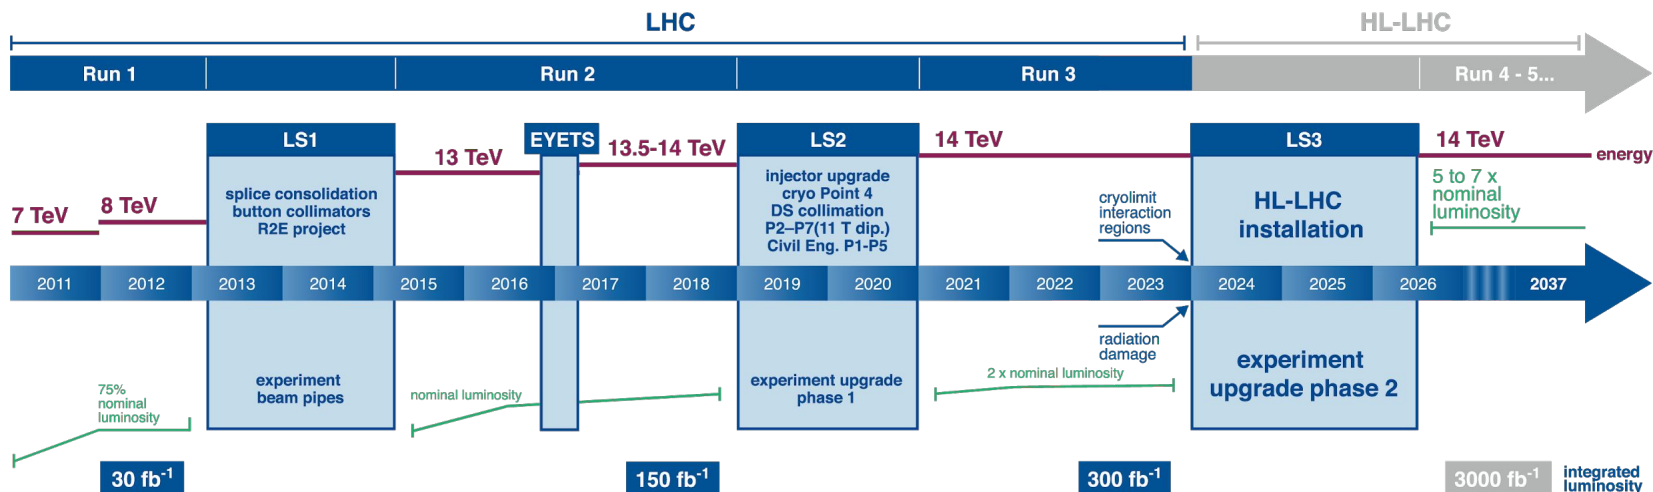 LHC
HL-LHC
Run 1
Run 2
Run 3
Run 4 - 5...
LS1
EYETS
LS2
LS3
7 TeV
8 TeV
13 TeV
13.5-14 TeV
14 TeV
14 TeV
energy
splice consolidation
button collimators
R2E project
injector upgrade
cryo Point 4
DS collimation
P2–P7(11 T dip.)
Civil Eng. P1-P5
cryolimit
interaction
regions
HL-LHC
installation
5 to 7 x
nominal
luminosity
2011
2012
2013
2014
2015
2016
2017
2018
2019
2020
2021
2022
2023
2024
2025
2026
2037
75%
nominal
luminosity
experiment
beam pipes
nominal luminosity
experiment upgrade
phase 1
2 x nominal luminosity
radiation
damage
experiment
upgrade phase 2
30 fb⁻¹
150 fb⁻¹
300 fb⁻¹
3000 fb⁻¹
integrated
luminosity